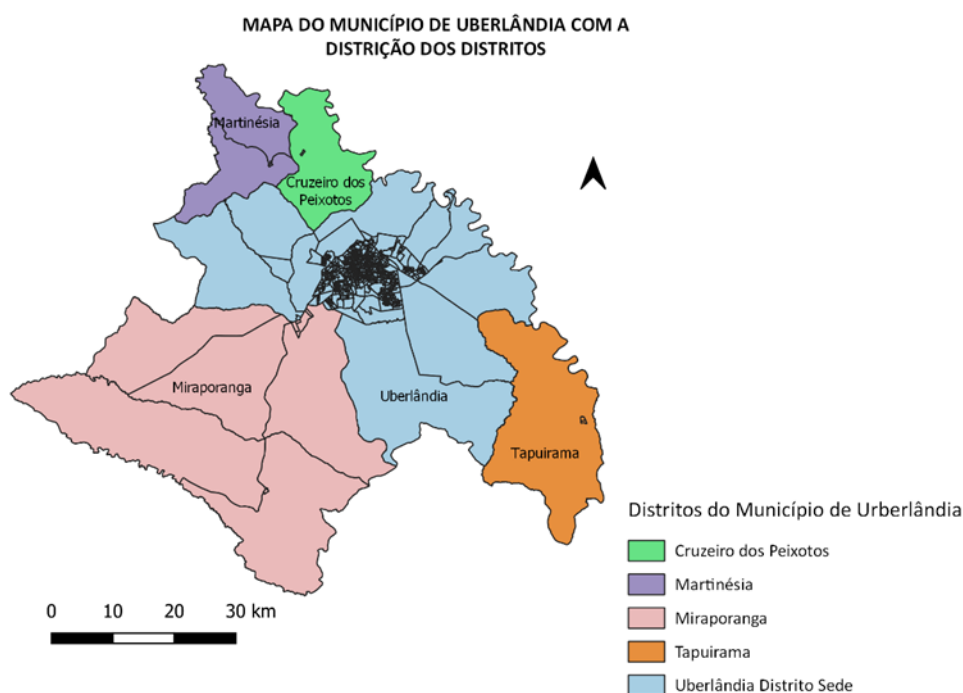 MAPA DO MUNICÍPIO DE UBERLÂNDIA COM A
DISTRIÇÃO DOS DISTRITOS
Martinésia
Cruzeiro dos
Peixotos
Miraporanga
Uberlândia
Tapuirama
Distritos do Município de Urberlândia
Cruzeiro dos Peixotos
Martinésia
Miraporanga
Tapuirama
Uberlândia Distrito Sede
0 10 20 30 km